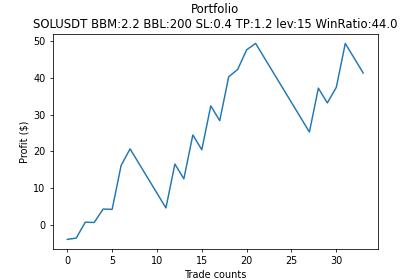 Portfolio
SOLUSDT BBM:2.2 BBL:200 SL:0.4 TP:1.2 lev:15 WinRatio:44.0
50
40
30
20
10
0
Profit ($)
0 5 10 15 20 25 30
Trade counts